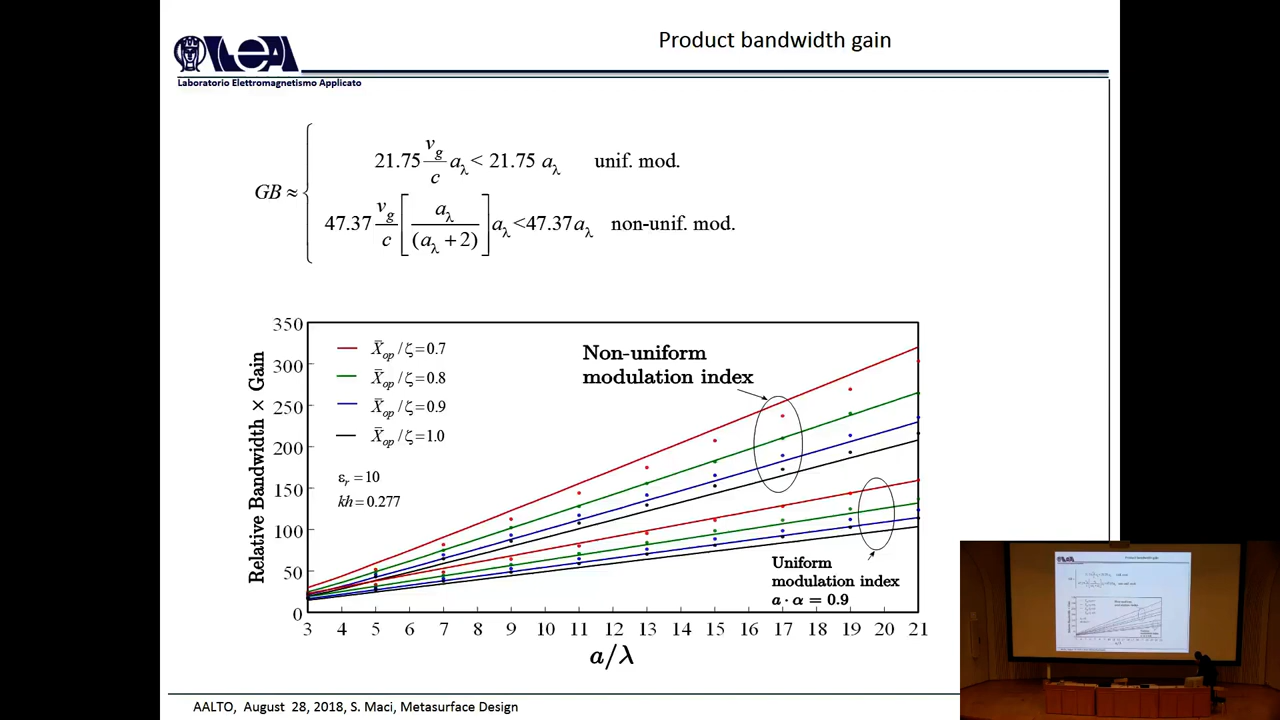 Product bandwidth gain
LEA
Laboratorio Elettromagnetismo Applicato
GB ≈
21.75 v_g/c a_λ < 21.75 a_λ unif. mod.
47.37 v_g/c [a_λ/(a_λ + 2)] a_λ <47.37 a_λ non-unif. mod.
Relative Bandwidth × Gain
350
300
250
200
150
100
50
0
X̄_op / ζ = 0.7
X̄_op / ζ = 0.8
X̄_op / ζ = 0.9
X̄_op / ζ = 1.0
ε_r = 10
kh = 0.277
Non-uniform
modulation index
Uniform
modulation index
a · α = 0.9
3 4 5 6 7 8 9 10 11 12 13 14 15 16 17 18 19 20 21
a/λ
AALTO, August 28, 2018, S. Maci, Metasurface Design
Product bandwidth gain